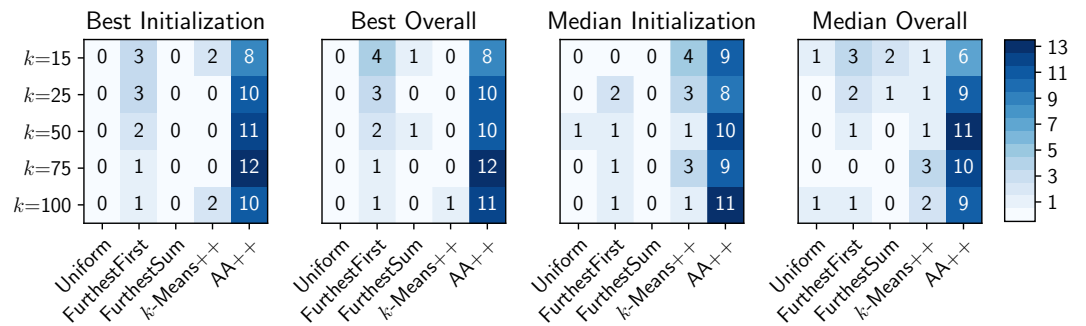 Best Initialization Best Overall Median Initialization Median Overall
k=15 0 3 0 2 8 0 4 1 0 8 0 0 0 4 9 1 3 2 1 6
k=25 0 3 0 0 10 0 3 0 0 10 0 2 0 3 8 0 2 1 1 9
k=50 0 2 0 0 11 0 2 1 0 10 1 1 0 1 10 0 1 0 1 11
k=75 0 1 0 0 12 0 1 0 0 12 0 1 0 3 9 0 0 0 3 10
k=100 0 1 0 2 10 0 1 0 1 11 0 1 0 1 11 1 1 0 2 9
13
11
9
7
5
3
1
Uniform FurthestFirst FurthestSum k-Means++ AA++ Uniform FurthestFirst FurthestSum k-Means++ AA++ Uniform FurthestFirst FurthestSum k-Means++ AA++ Uniform FurthestFirst FurthestSum k-Means++ AA++